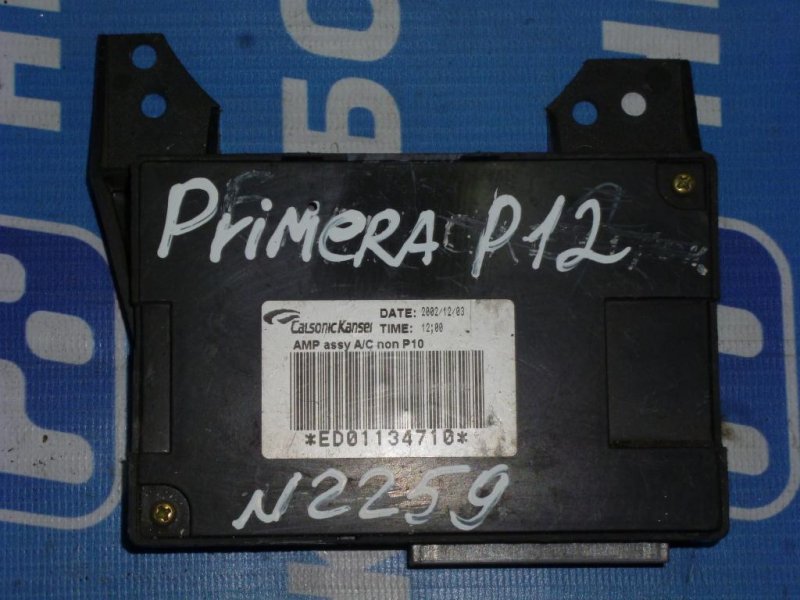 PRiMERA P12
CalsonicKansei DATE: 2002/12/03
TIME: 12;00
AMP assy A/C non P10
*ED01134710*
N2259